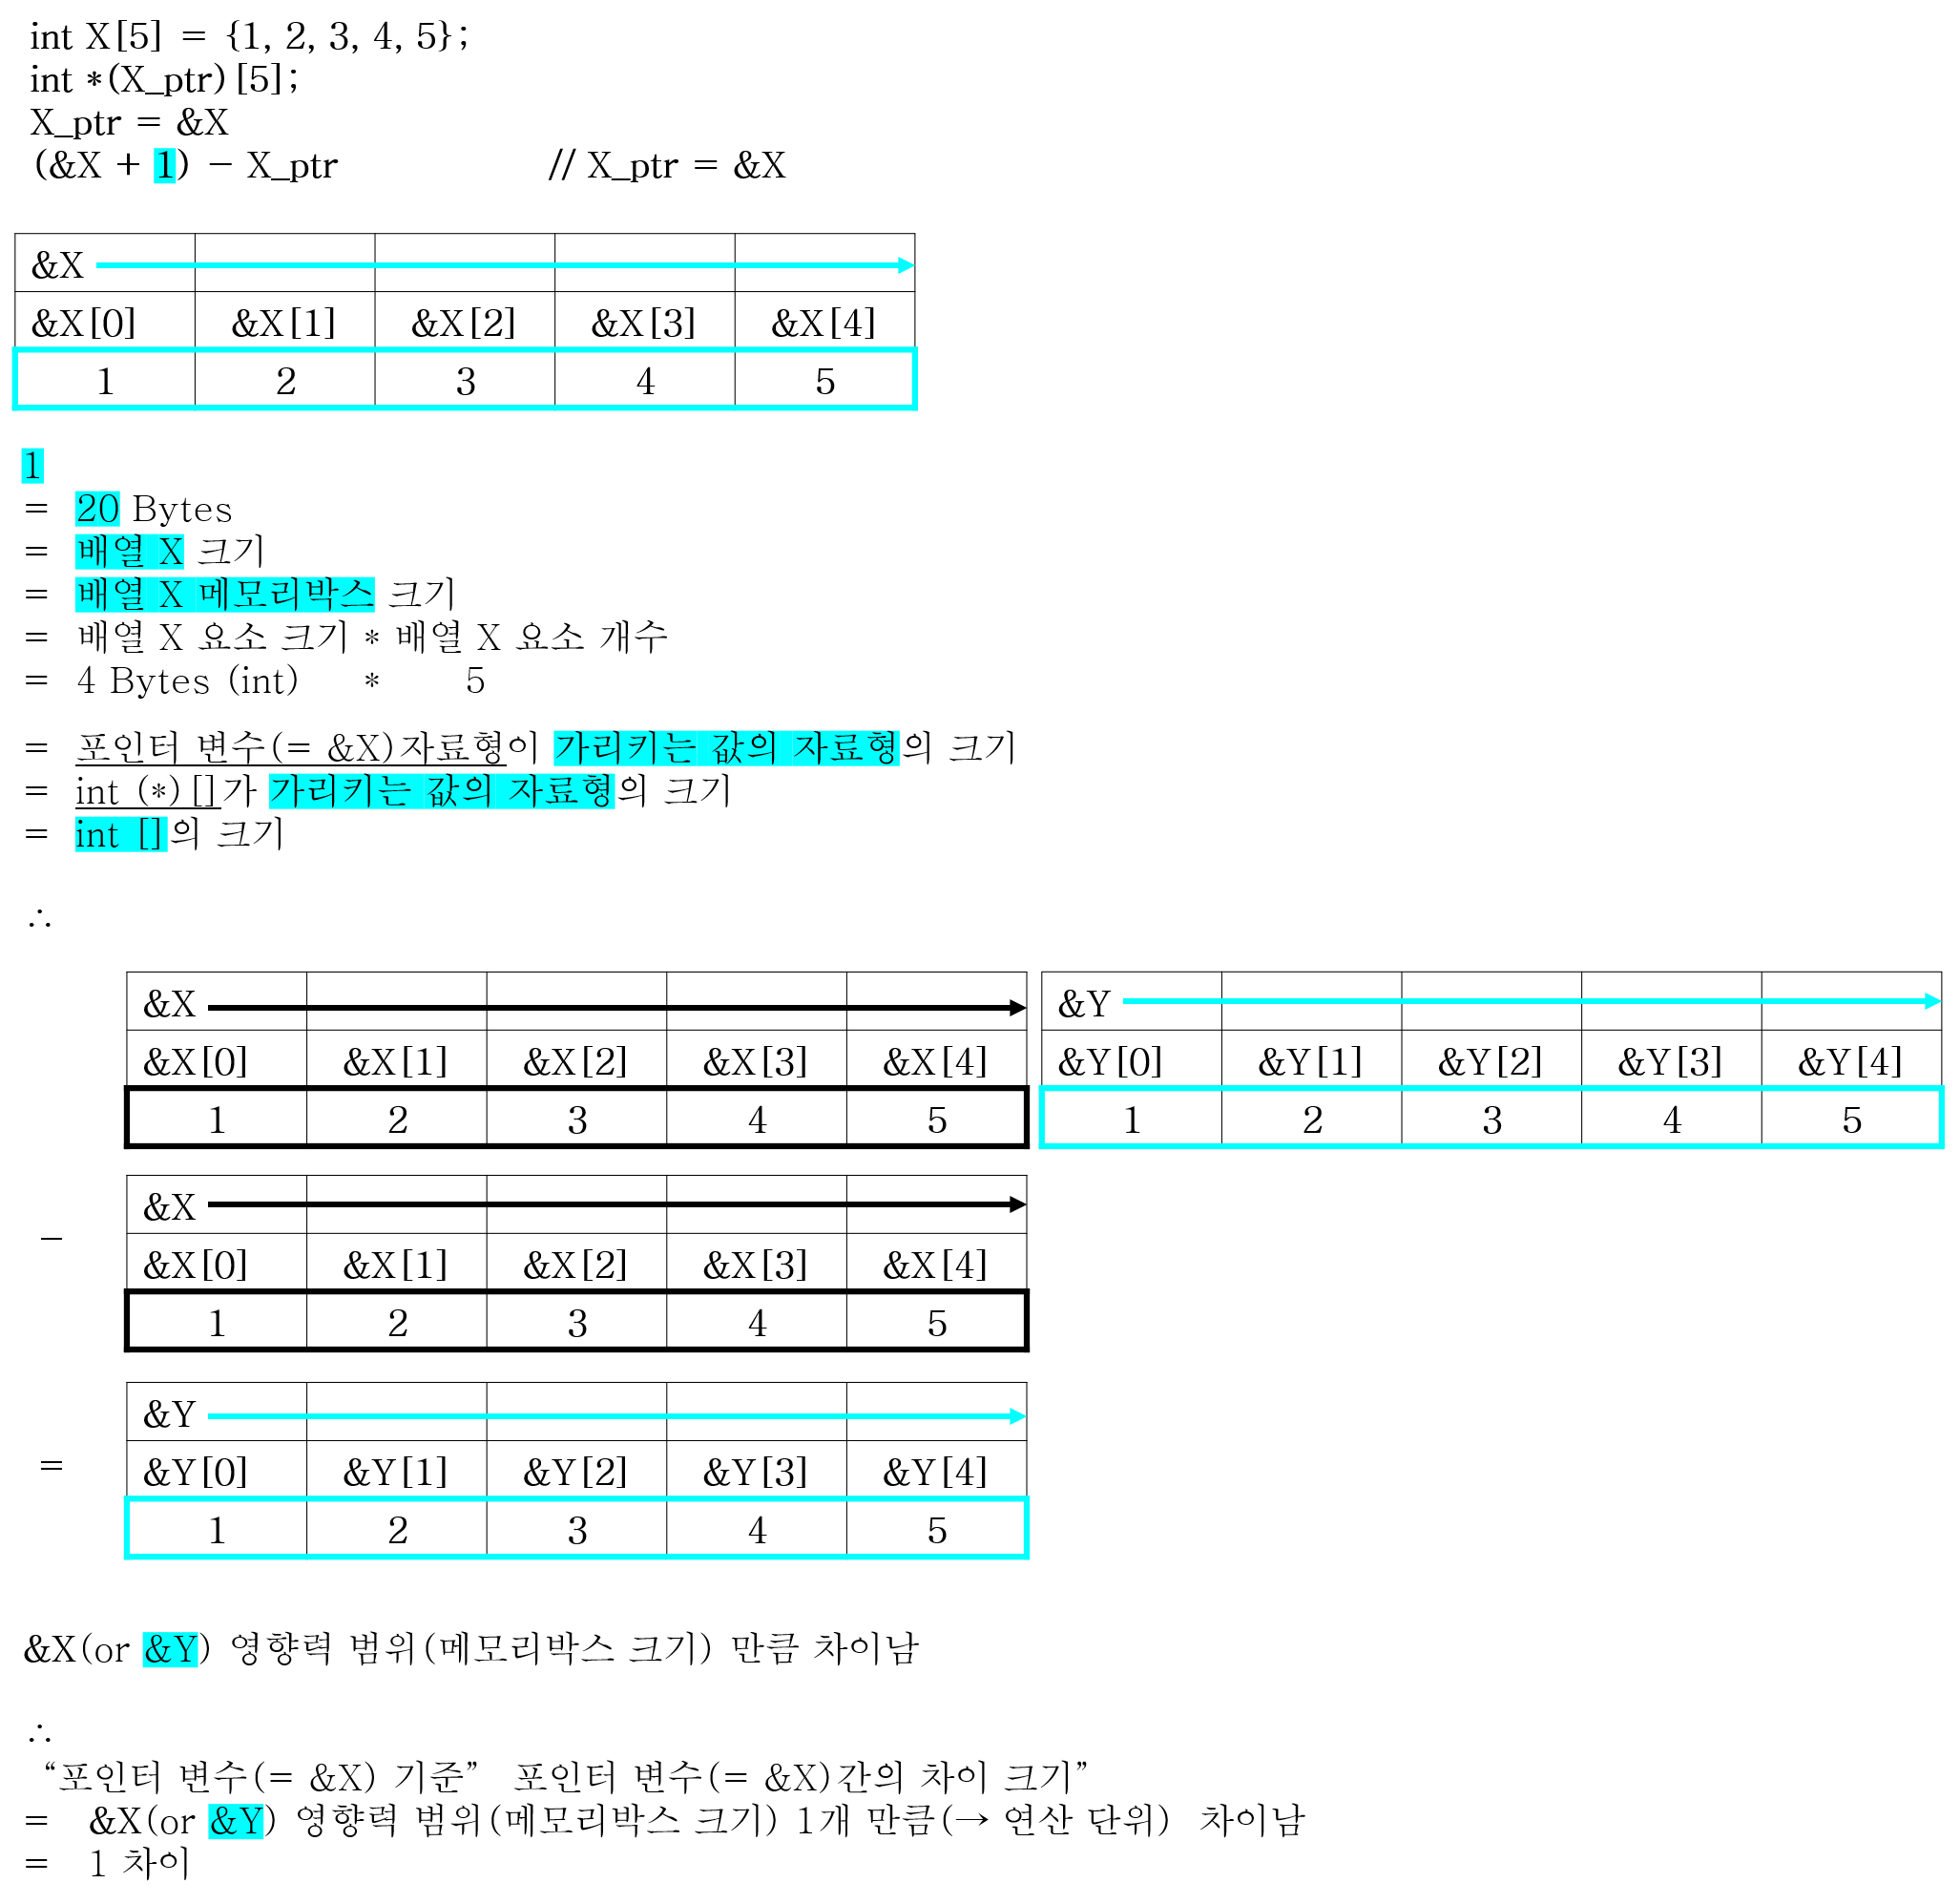 int X[5] = {1, 2, 3, 4, 5};
int *(X_ptr)[5];
X_ptr = &X
(&X + 1) - X_ptr // X_ptr = &X
&X
&X[0] &X[1] &X[2] &X[3] &X[4]
1 2 3 4 5
1
= 20 Bytes
= 배열 X 크기
= 배열 X 메모리박스 크기
= 배열 X 요소 크기 * 배열 X 요소 개수
= 4 Bytes (int) * 5
= 포인터 변수(= &X)자료형이 가리키는 값의 자료형의 크기
= int (*)[]가 가리키는 값의 자료형의 크기
= int []의 크기
∴
&X &Y
&X[0] &X[1] &X[2] &X[3] &X[4] &Y[0] &Y[1] &Y[2] &Y[3] &Y[4]
1 2 3 4 5 1 2 3 4 5
&X
-
&X[0] &X[1] &X[2] &X[3] &X[4]
1 2 3 4 5
&Y
=
&Y[0] &Y[1] &Y[2] &Y[3] &Y[4]
1 2 3 4 5
&X(or &Y) 영향력 범위(메모리박스 크기) 만큼 차이남
∴
“포인터 변수(= &X) 기준” 포인터 변수(= &X)간의 차이 크기”
= &X(or &Y) 영향력 범위(메모리박스 크기) 1개 만큼(→ 연산 단위) 차이남
= 1 차이